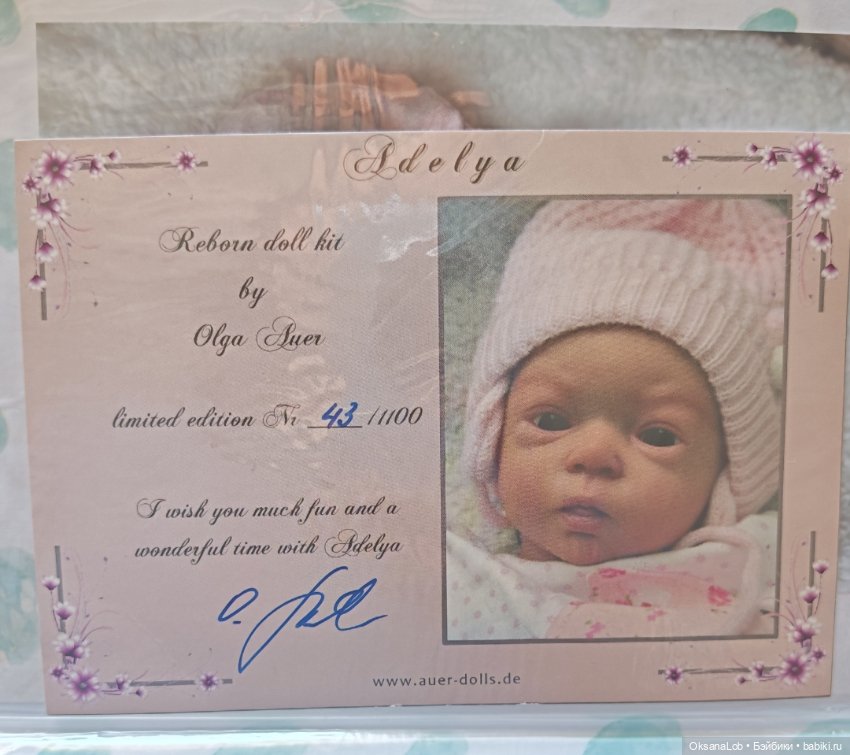 Adelya
Reborn doll kit
by
Olga Auer
limited edition Nr 43 /1100
I wish you much fun and a
wonderful time with Adelya
www.auer-dolls.de
OksanaLob • Бэйбики • babiki.ru